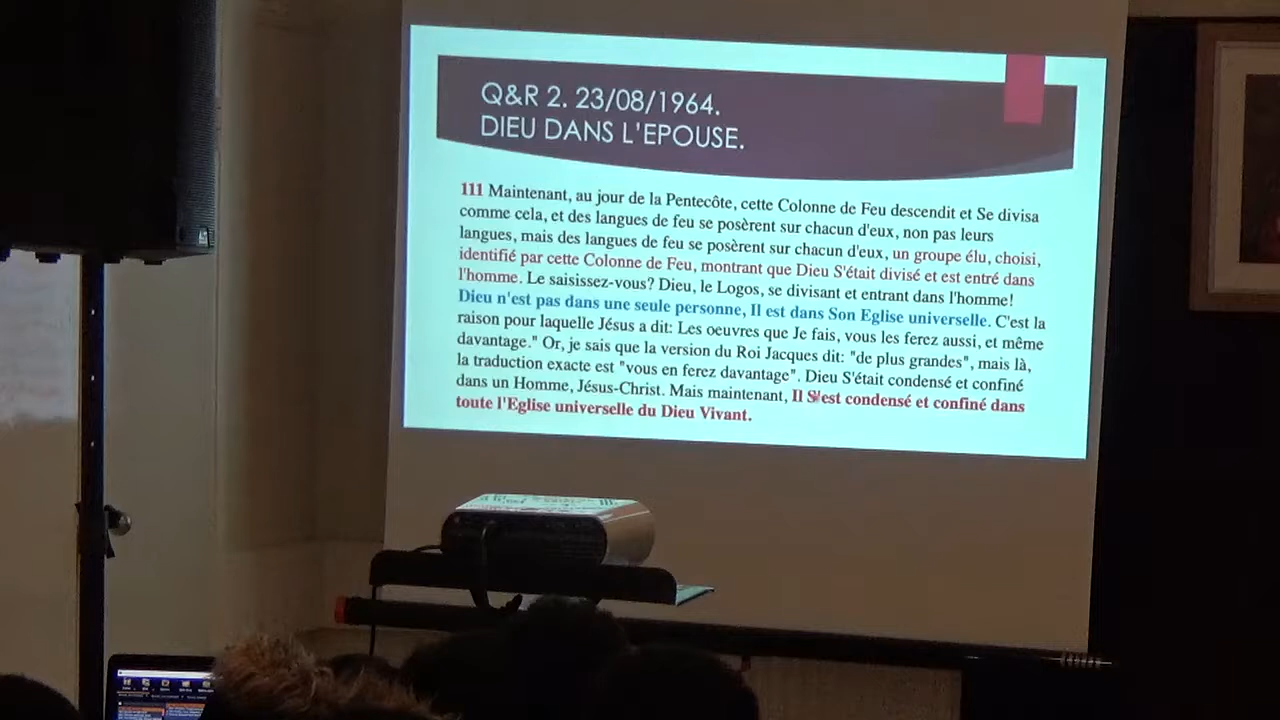 Q&R 2. 23/08/1964.
DIEU DANS L'EPOUSE.
111 Maintenant, au jour de la Pentecôte, cette Colonne de Feu descendit et Se divisa
comme cela, et des langues de feu se posèrent sur chacun d'eux, non pas leurs
langues, mais des langues de feu se posèrent sur chacun d'eux, un groupe élu, choisi,
identifié par cette Colonne de Feu, montrant que Dieu S'était divisé et est entré dans
l'homme. Le saisissez-vous? Dieu, le Logos, se divisant et entrant dans l'homme!
Dieu n'est pas dans une seule personne, Il est dans Son Eglise universelle. C'est la
raison pour laquelle Jésus a dit: Les oeuvres que Je fais, vous les ferez aussi, et même
davantage." Or, je sais que la version du Roi Jacques dit: "de plus grandes", mais là,
la traduction exacte est "vous en ferez davantage". Dieu S'était condensé et confiné
dans un Homme, Jésus-Christ. Mais maintenant, Il S'est condensé et confiné dans
toute l'Eglise universelle du Dieu Vivant.